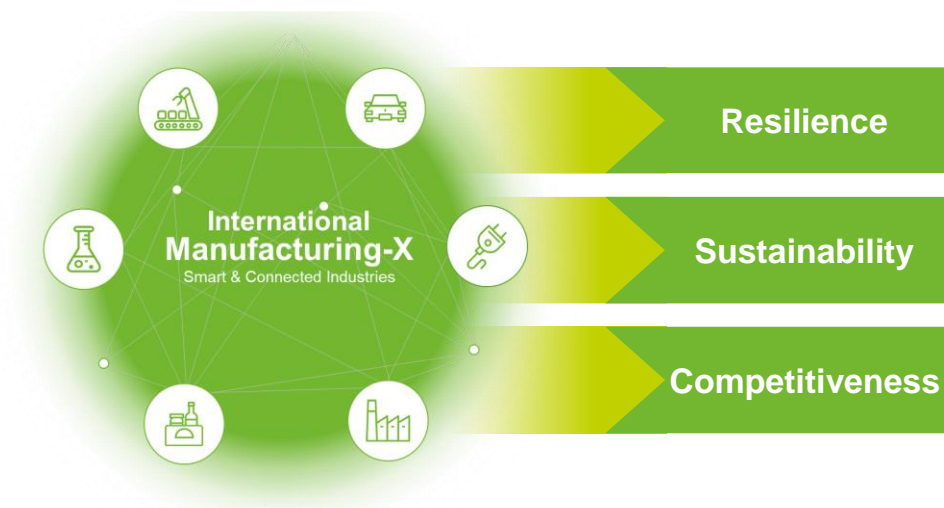 International
Manufacturing-X
Smart & Connected Industries
Resilience
Sustainability
Competitiveness